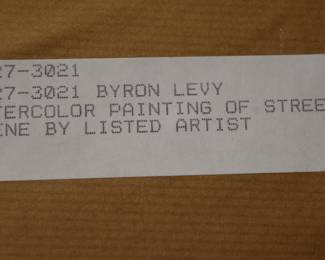 27-3021
27-3021 BYRON LEVY
TERCOLOR PAINTING OF STREE
ENE BY LISTED ARTIST